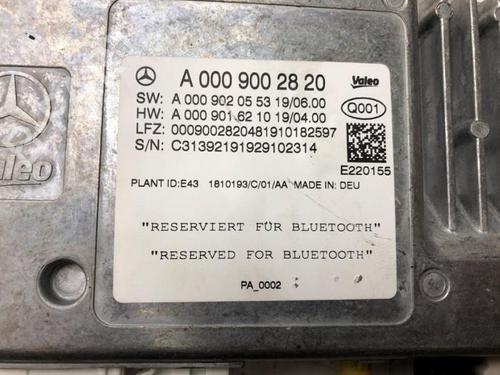 A 000 900 28 20
Valeo
SW: A 000 902 05 53 19/06.00
HW: A 000 901 62 10 19/04.00
Q001
LFZ: 00090028204819101​82597
S/N: C31392191929102314
E220155
PLANT ID: E43 1810193/C/01/AA MADE IN: DEU
"RESERVIERT FÜR BLUETOOTH"
"RESERVED FOR BLUETOOTH"
PA_0002
Valeo